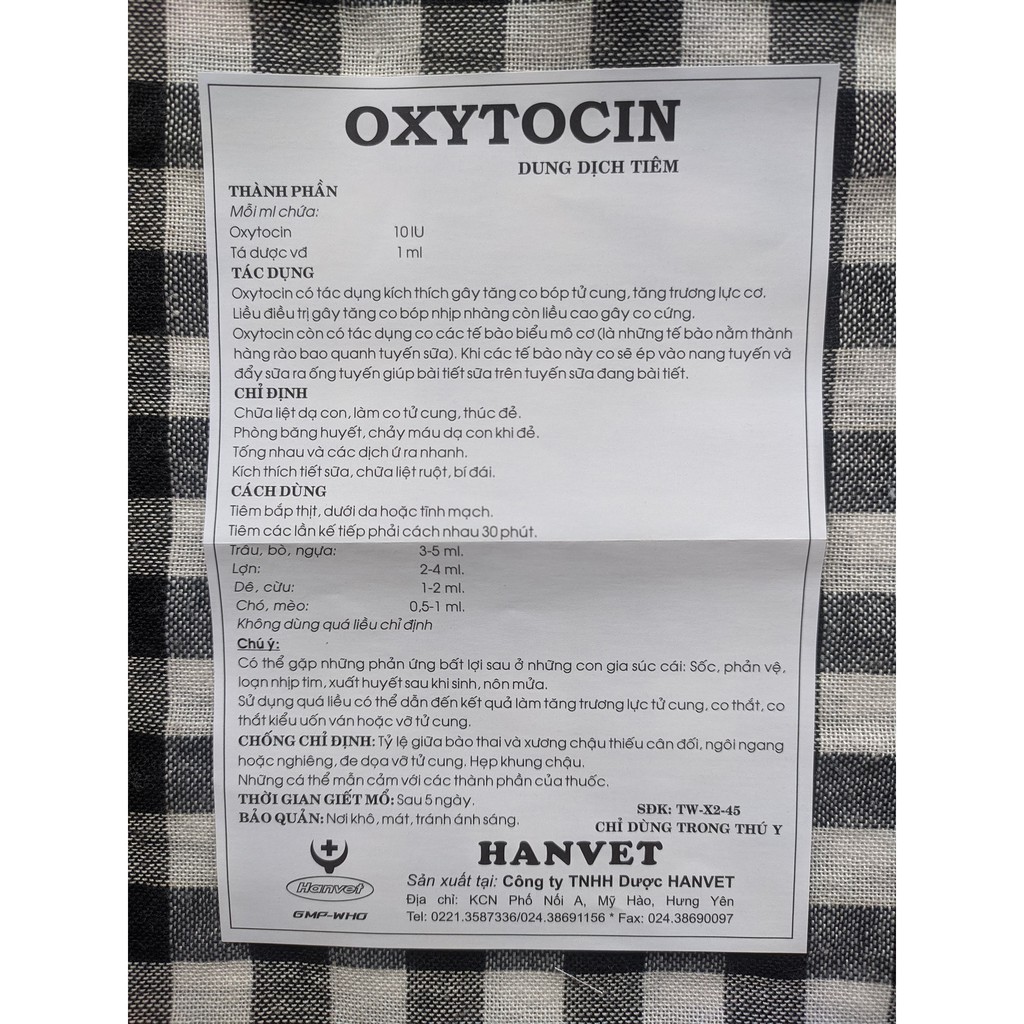 OXYTOCIN
DUNG DỊCH TIÊM
THÀNH PHẦN
Mỗi ml chứa:
Oxytocin 10 IU
Tá dược vđ 1 ml
TÁC DỤNG
Oxytocin có tác dụng kích thích gây tăng co bóp tử cung, tăng trương lực cơ.
Liều điều trị gây tăng co bóp nhịp nhàng còn liều cao gây co cứng.
Oxytocin còn có tác dụng co các tế bào biểu mô cơ (là những tế bào nằm thành
hàng rào bao quanh tuyến sữa). Khi các tế bào này co sẽ ép vào nang tuyến và
đẩy sữa ra ống tuyến giúp bài tiết sữa trên tuyến sữa đang bài tiết.
CHỈ ĐỊNH
Chữa liệt dạ con, làm co tử cung, thúc đẻ.
Phòng băng huyết, chảy máu dạ con khi đẻ.
Tống nhau và các dịch ứ ra nhanh.
Kích thích tiết sữa, chữa liệt ruột, bí đái.
CÁCH DÙNG
Tiêm bắp thịt, dưới da hoặc tĩnh mạch.
Tiêm các lần kế tiếp phải cách nhau 30 phút.
Trâu, bò, ngựa: 3-5 ml.
Lợn: 2-4 ml.
Dê, cừu: 1-2 ml.
Chó, mèo: 0,5-1 ml.
Không dùng quá liều chỉ định
Chú ý:
Có thể gặp những phản ứng bất lợi sau ở những con gia súc cái: Sốc, phản vệ,
loạn nhịp tim, xuất huyết sau khi sinh, nôn mửa.
Sử dụng quá liều có thể dẫn đến kết quả làm tăng trương lực tử cung, co thắt, co
thắt kiểu uốn ván hoặc vỡ tử cung.
CHỐNG CHỈ ĐỊNH: Tỷ lệ giữa bào thai và xương chậu thiếu cân đối, ngôi ngang
hoặc nghiêng, đe dọa vỡ tử cung. Hẹp khung chậu.
Những cá thể mẫn cảm với các thành phần của thuốc.
THỜI GIAN GIẾT MỔ: Sau 5 ngày.
BẢO QUẢN: Nơi khô, mát, tránh ánh sáng.
SĐK: TW-X2-45
CHỈ DÙNG TRONG THÚ Y
Hanvet
GMP-WHO
HANVET
Sản xuất tại: Công ty TNHH Dược HANVET
Địa chỉ: KCN Phố Nối A, Mỹ Hào, Hưng Yên
Tel: 0221.3587336/024.38691156 * Fax: 024.38690097